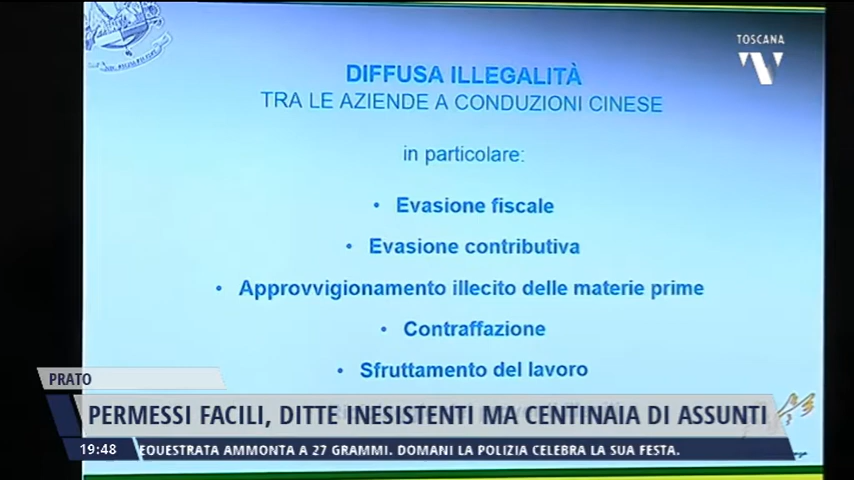 TOSCANA
TV
DIFFUSA ILLEGALITÀ
TRA LE AZIENDE A CONDUZIONI CINESE
in particolare:
• Evasione fiscale
• Evasione contributiva
• Approvvigionamento illecito delle materie prime
• Contraffazione
• Sfruttamento del lavoro
PRATO
PERMESSI FACILI, DITTE INESISTENTI MA CENTINAIA DI ASSUNTI
19:48 EQUESTRATA AMMONTA A 27 GRAMMI. DOMANI LA POLIZIA CELEBRA LA SUA FESTA.